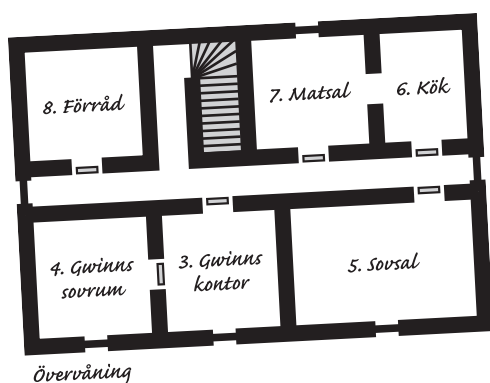 8. Förråd
7. Matsal
6. Kök
4. Gwinns
sovrum
3. Gwinns
kontor
5. Sovsal
Övervåning